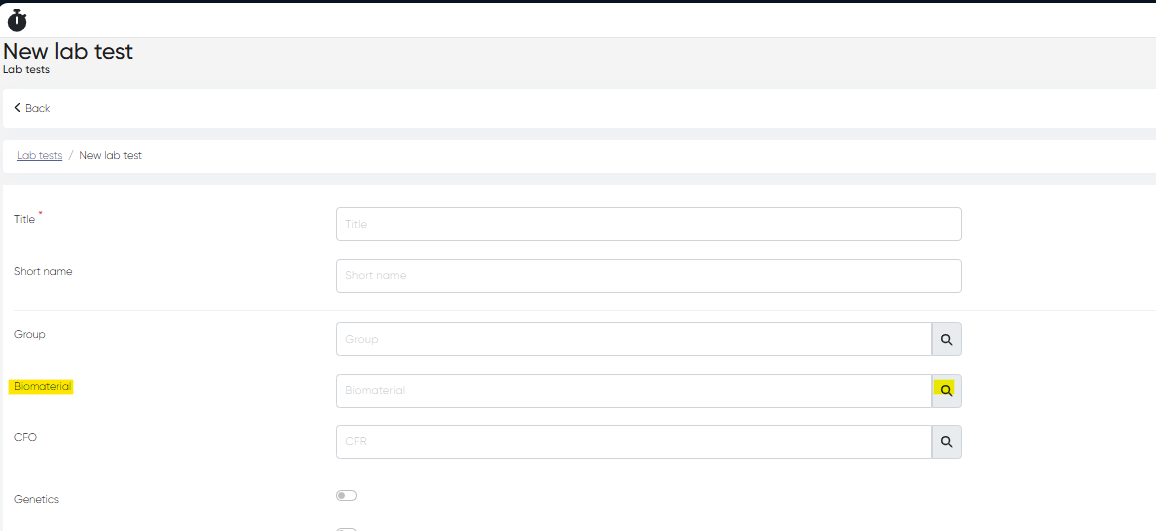 New lab test
Lab tests
Back
Lab tests / New lab test
Title *
Title
Short name
Short name
Group
Group
Biomaterial
Biomaterial
CFO
CFR
Genetics